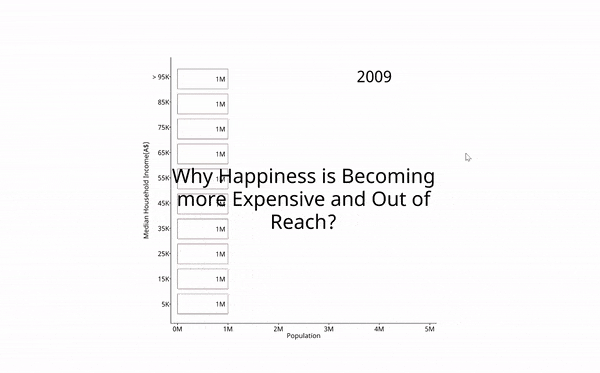 2009
> 95K
1M
85K
1M
75K
1M
65K
1M
55K
45K
35K
1M
25K
1M
15K
1M
5K
1M
Why Happiness is Becoming
more Expensive and Out of
Reach?
Median Household Income(A$)
0M
1M
2M
3M
4M
5M
Population